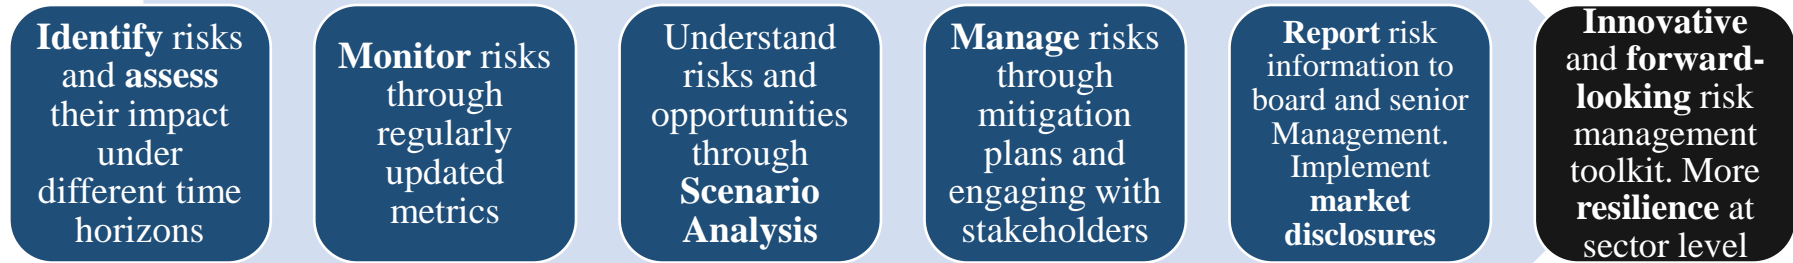 Identify risks
and assess
their impact
under
different time
horizons
Monitor risks
through
regularly
updated
metrics
Understand
risks and
opportunities
through
Scenario
Analysis
Manage risks
through
mitigation
plans and
engaging with
stakeholders
Report risk
information to
board and senior
Management.
Implement
market
disclosures
Innovative
and forward-
looking risk
management
toolkit. More
resilience at
sector level